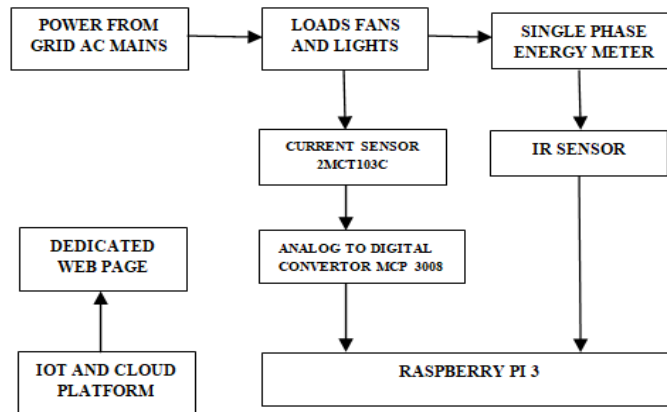 POWER FROM
GRID AC MAINS
LOADS FANS
AND LIGHTS
SINGLE PHASE
ENERGY METER
CURRENT SENSOR
2MCT103C
IR SENSOR
DEDICATED
WEB PAGE
ANALOG TO DIGITAL
CONVERTOR MCP 3008
IOT AND CLOUD
PLATFORM
RASPBERRY PI 3